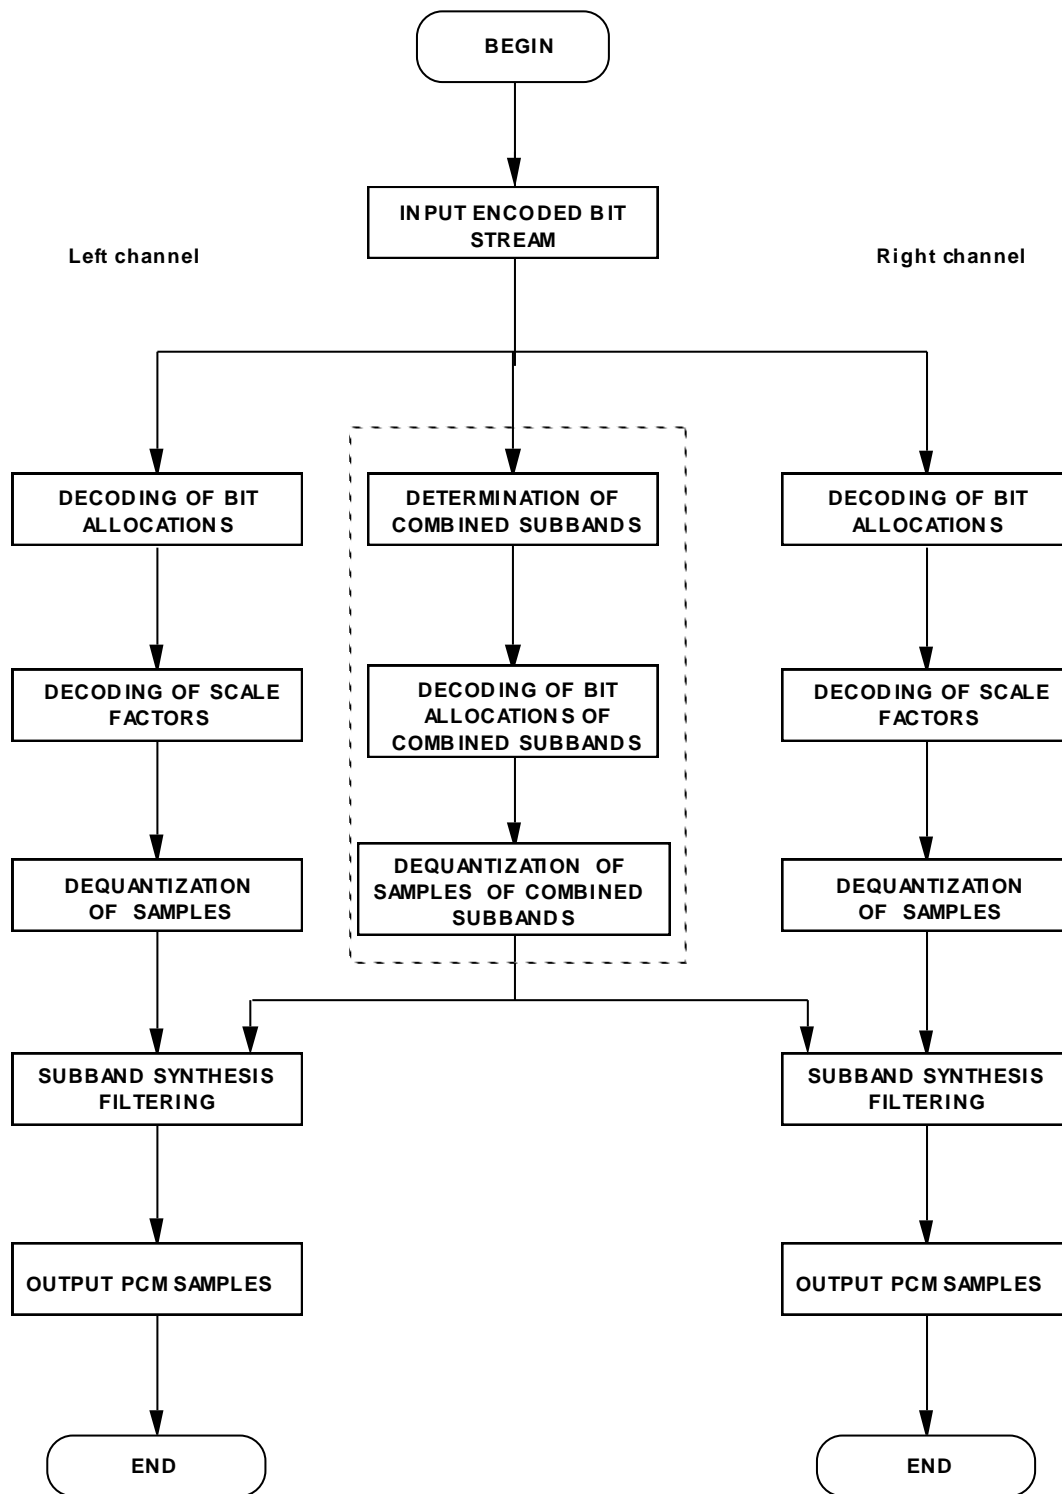 BEGIN
INPUT ENCODED BIT
STREAM
Left channel
Right channel
DECODING OF BIT
ALLOCATIONS
DETERMINATION OF
COMBINED SUBBANDS
DECODING OF BIT
ALLOCATIONS
DECODING OF SCALE
FACTORS
DECODING OF BIT
ALLOCATIONS OF
COMBINED SUBBANDS
DECODING OF SCALE
FACTORS
DEQUANTIZATION
OF SAMPLES
DEQUANTIZATION OF
SAMPLES OF COMBINED
SUBBANDS
DEQUANTIZATION
OF SAMPLES
SUBBAND SYNTHESIS
FILTERING
SUBBAND SYNTHESIS
FILTERING
OUTPUT PCM SAMPLES
OUTPUT PCM SAMPLES
END
END